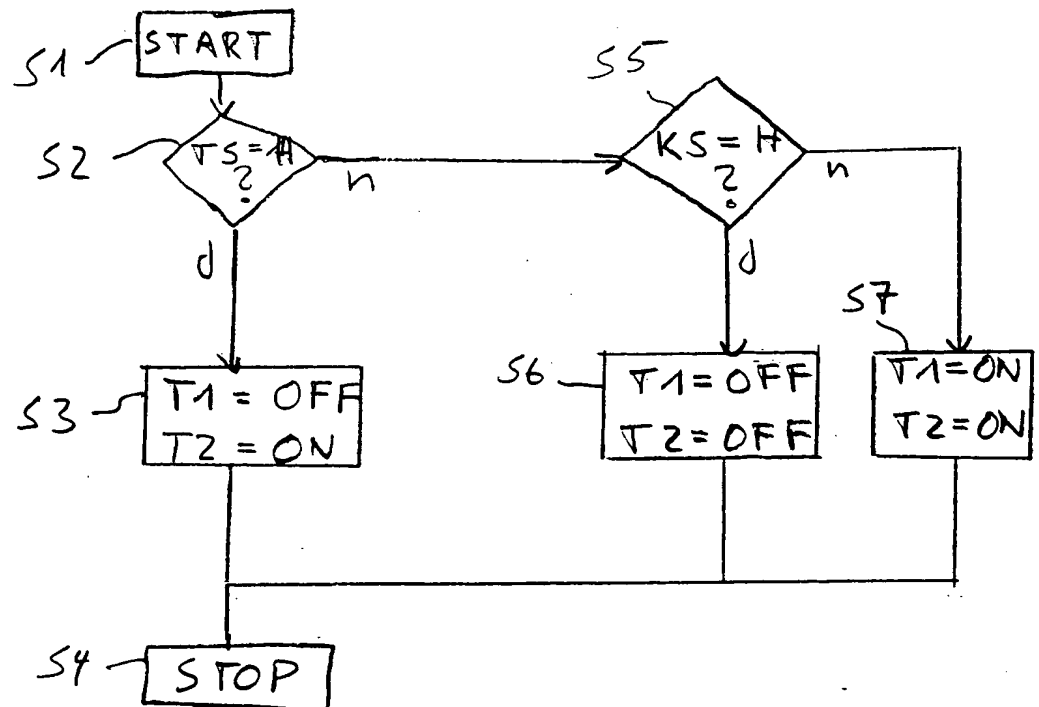 S1
START
S2
TS=H
?
n
j
S5
KS=H
?
n
j
S3
T1 = OFF
T2 = ON
S6
T1 = OFF
T2 = OFF
S7
T1 = ON
T2 = ON
S4
STOP